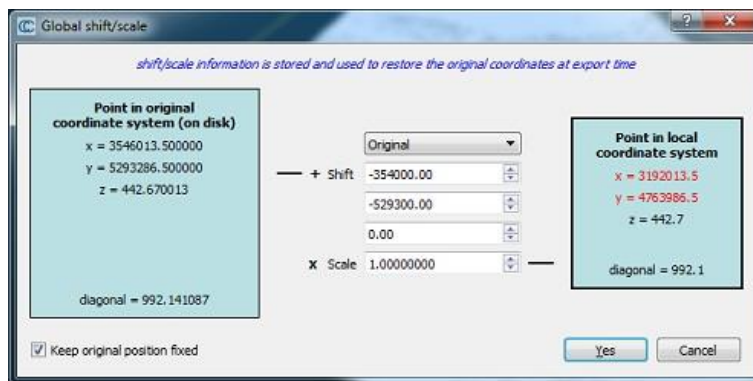 Global shift/scale
shift/scale information is stored and used to restore the original coordinates at export time
Point in original
coordinate system (on disk)
x = 3546013.500000
y = 5293286.500000
z = 442.670013
diagonal = 992.141087
Original
+ Shift -354000.00
-529300.00
0.00
x Scale 1.00000000
Point in local
coordinate system
x = 3192013.5
y = 4763986.5
z = 442.7
diagonal = 992.1
Keep original position fixed
Yes
Cancel